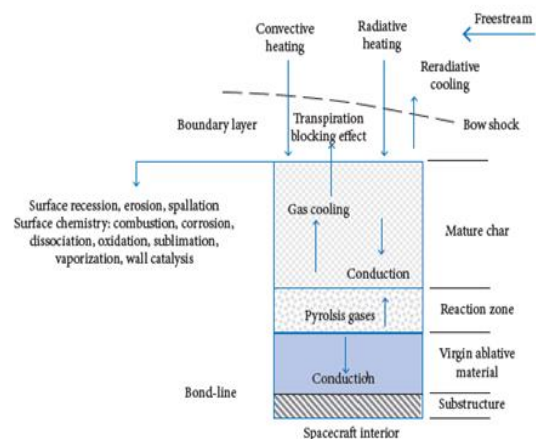 Freestream
Convective
heating
Radiative
heating
Reradiative
cooling
Boundary layer
Transpiration
blocking effect
Bow shock
Surface recession, erosion, spallation
Surface chemistry: combustion, corrosion,
dissociation, oxidation, sublimation,
vaporization, wall catalysis
Gas cooling
Conduction
Mature char
Pyrolsis gases
Reaction zone
Virgin ablative
material
Conduction
Bond-line
Substructure
Spacecraft interior